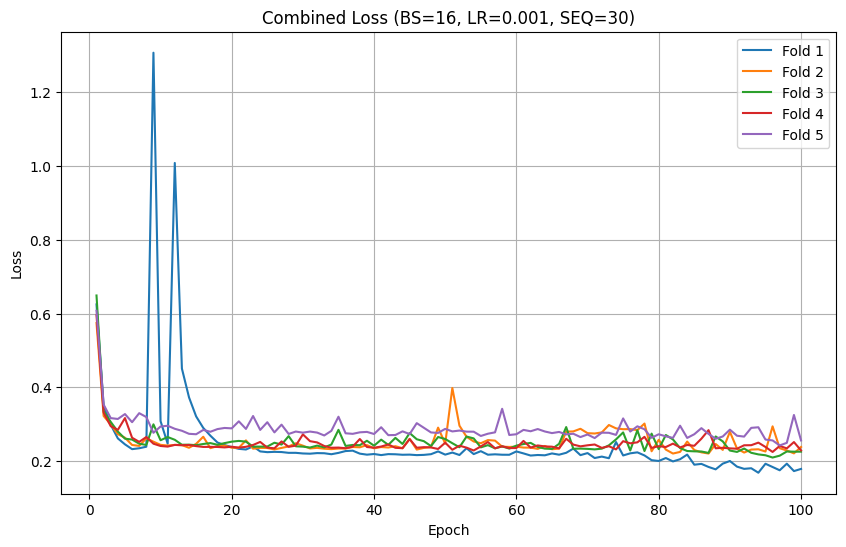 Combined Loss (BS=16, LR=0.001, SEQ=30)
Fold 1
Fold 2
Fold 3
Fold 4
Fold 5
Loss
1.2
1.0
0.8
0.6
0.4
0.2
0
20
40
60
80
100
Epoch